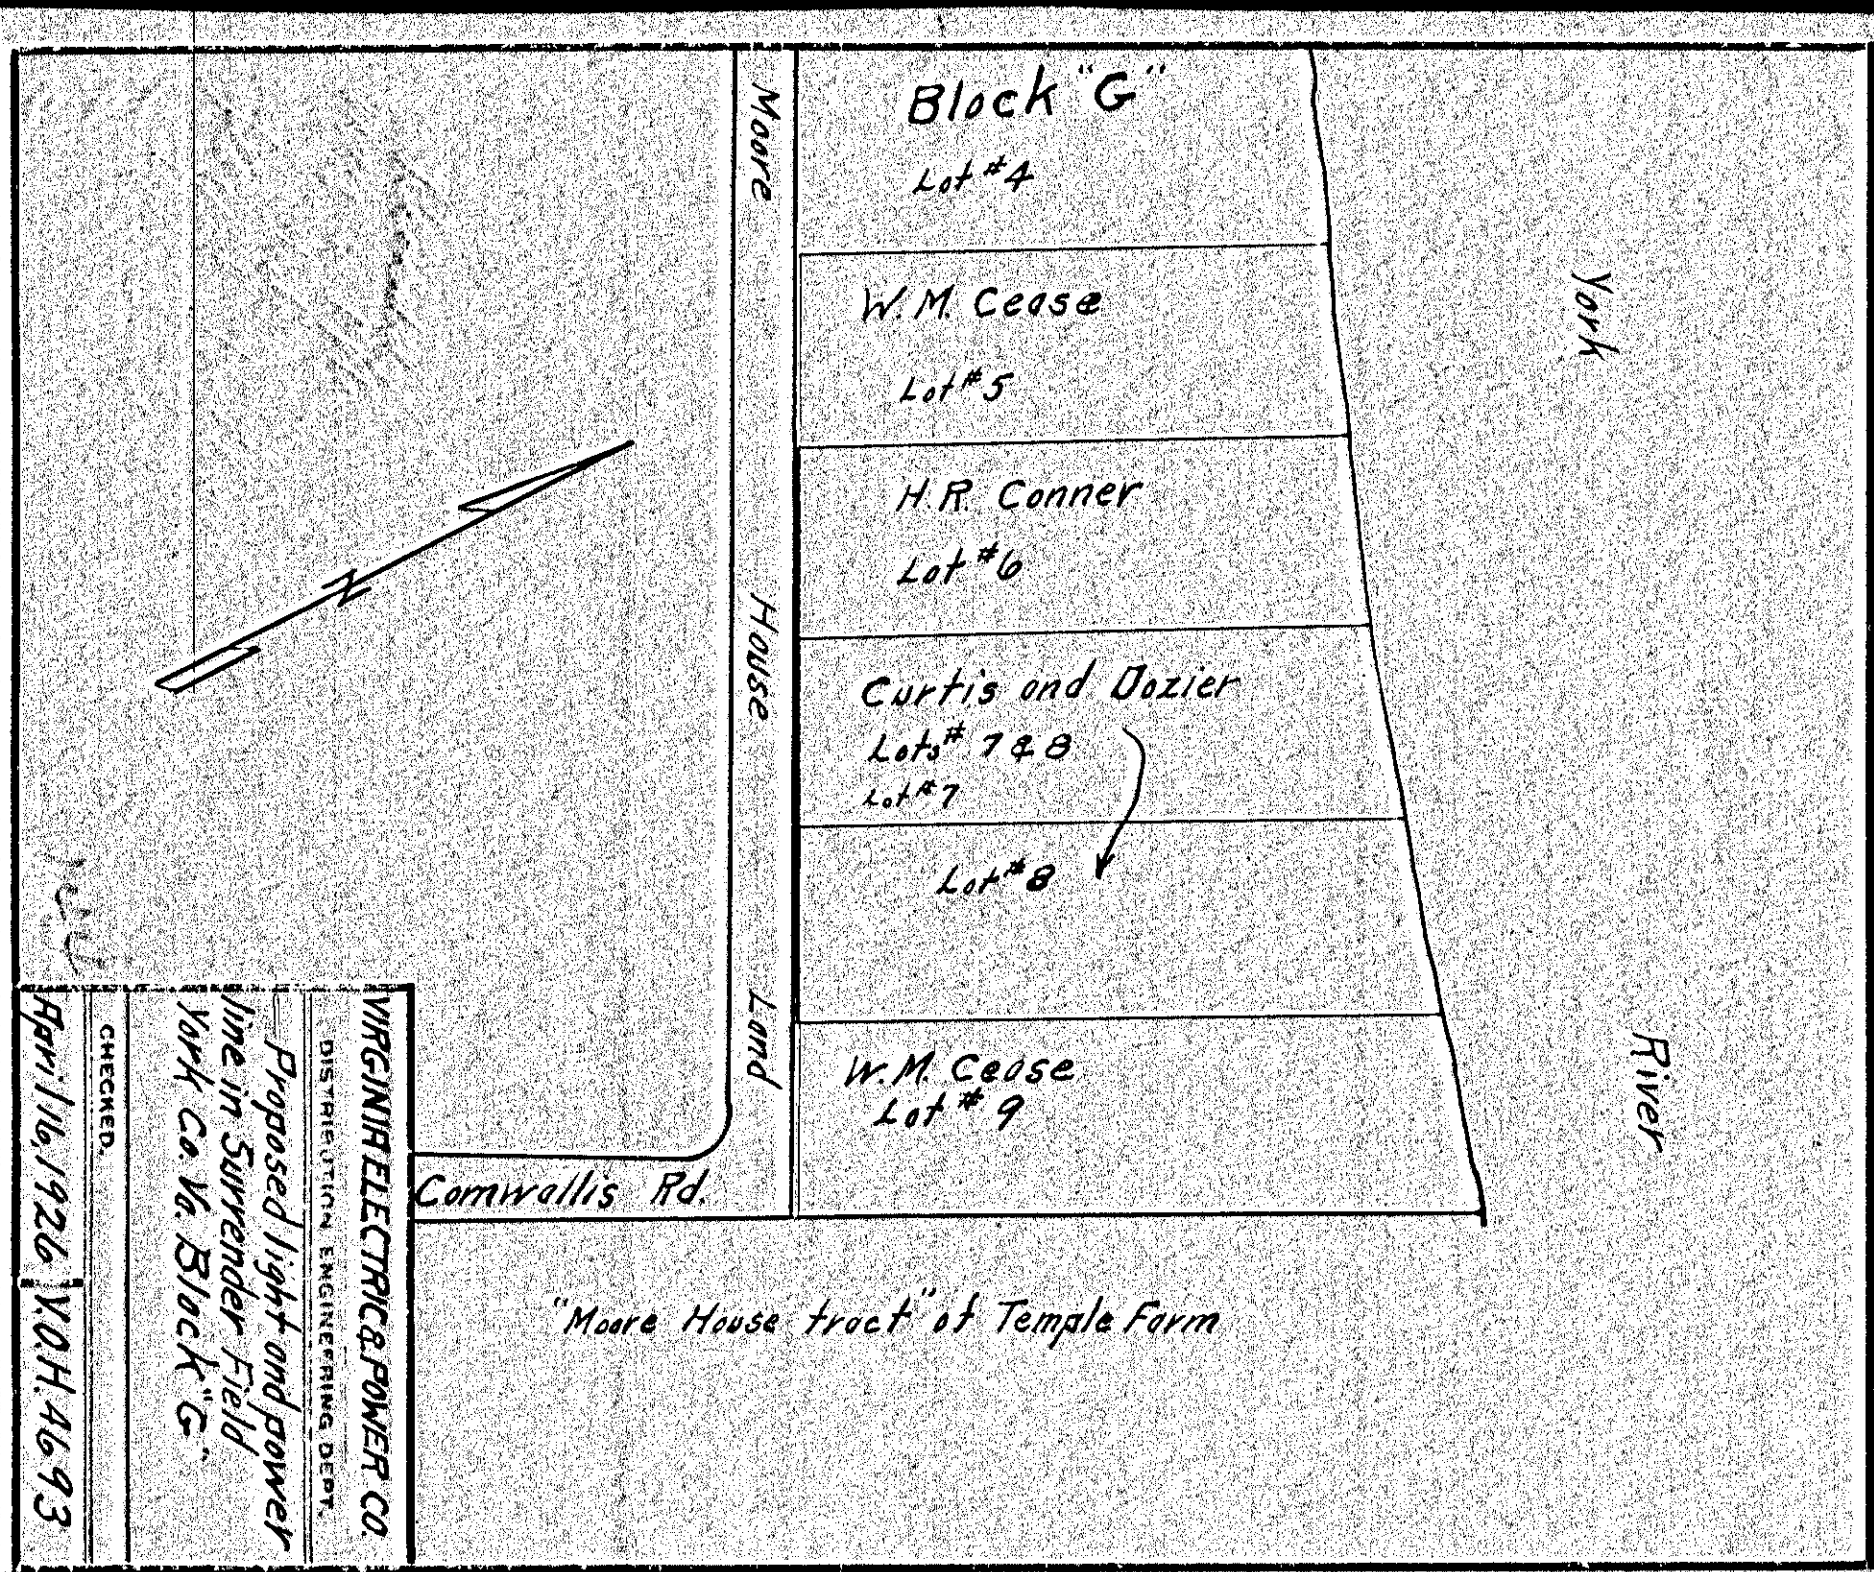 Block "G"
Lot #4
W. M. Cease
Lot #5
H. R. Conner
Lot #6
Curtis and Dozier
Lots # 7 & 8
Lot #7
Lot #8
W. M. Cease
Lot # 9
Moore House Land
York River
N
Cornwallis Rd.
"Moore House tract" of Temple Farm
VIRGINIA ELECTRIC & POWER CO.
DISTRIBUTION ENGINEERING DEPT.
Proposed light and power
line in Surrender Field
York Co. Va. Block "G".
CHECKED.
April 16, 1926 V.O.H. 46-93